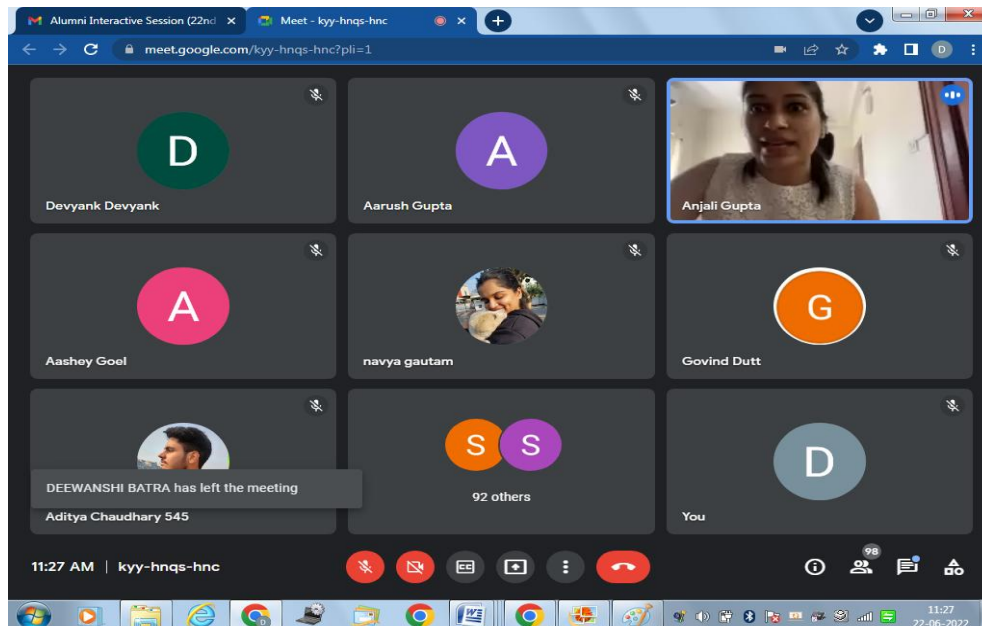 Alumni Interactive Session (22nd
Meet - kyy-hnqs-hnc
meet.google.com/kyy-hnqs-hnc?pli=1
D
D
Devyank Devyank
A
Aarush Gupta
Anjali Gupta
A
Aashey Goel
navya gautam
G
Govind Dutt
DEEWANSHI BATRA has left the meeting
Aditya Chaudhary 545
S S
92 others
D
You
11:27 AM | kyy-hnqs-hnc
CC
98
11:27
22-06-2022